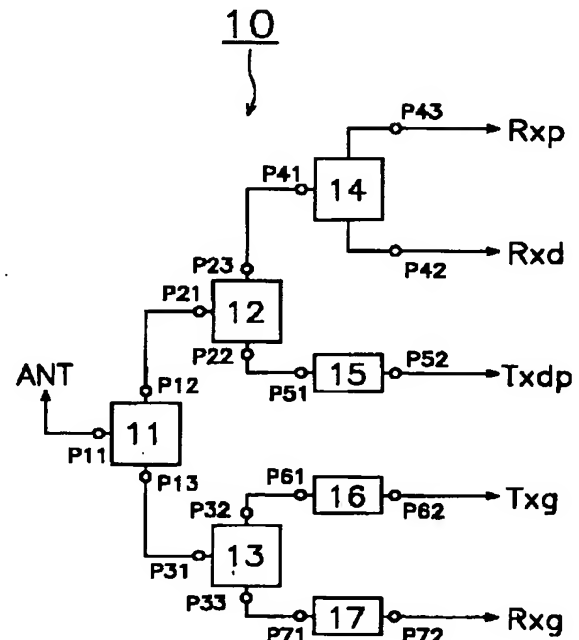 10
P43
Rxp
P41
14
P23
P42
Rxd
P21
12
P22
ANT
P12
P51
15
P52
Txdp
P11
11
P13
P61
16
P62
Txg
P32
P31
13
P33
P71
17
P72
Rxg